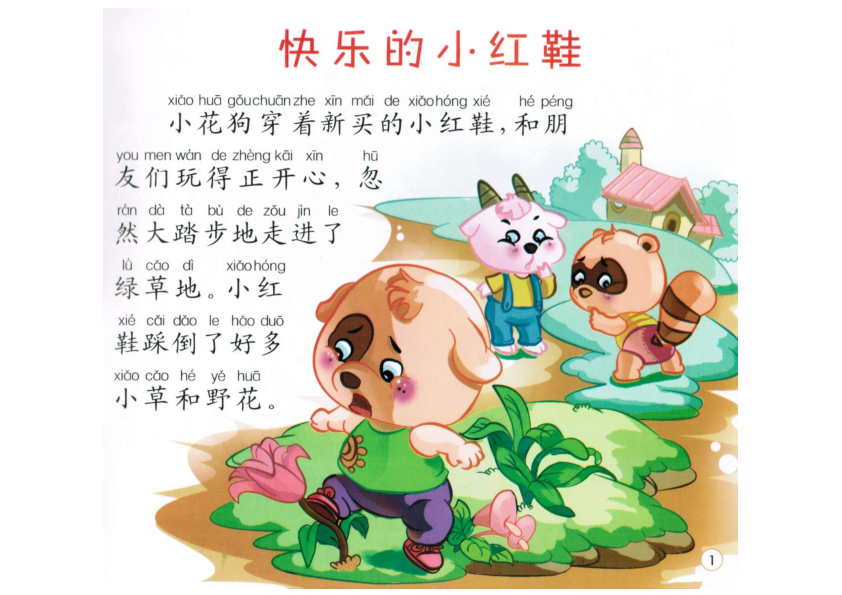 快乐的小红鞋
xiǎo huā gǒu chuān zhe xīn mǎi de xiǎo hóng xié hé péng
小花狗穿着新买的小红鞋，和朋
you men wán de zhèng kāi xīn hū
友们玩得正开心，忽
rán dà tà bù de zǒu jìn le
然大踏步地走进了
lǜ cǎo dì xiǎo hóng
绿草地。小红
xié cǎi dǎo le hǎo duō
鞋踩倒了好多
xiǎo cǎo hé yě huā
小草和野花。
1